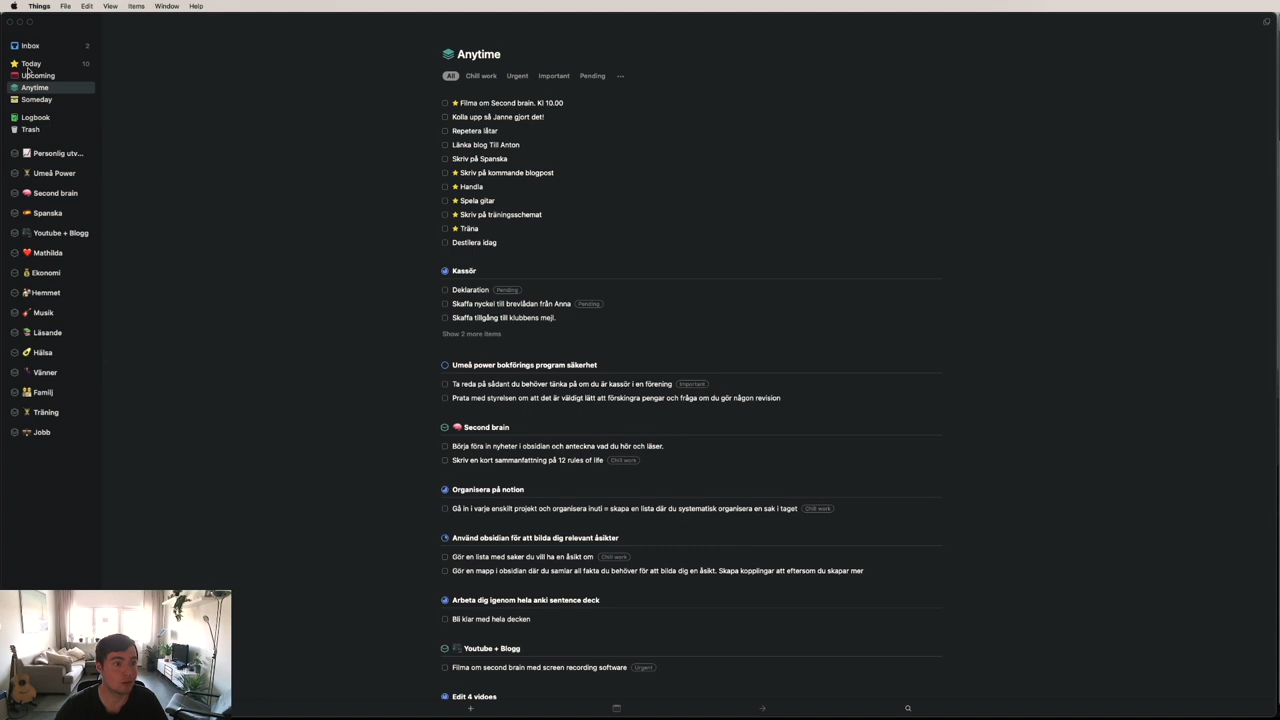 Things File Edit View Items Window Help
Inbox 2
Today 10
Upcoming
Anytime
Someday
Logbook
Trash
Personlig utv...
Umeå Power
Second brain
Spanska
Youtube + Blogg
Mathilda
Ekonomi
Hemmet
Musik
Läsande
Hälsa
Vänner
Familj
Träning
Jobb
Anytime
All Chill work Urgent Important Pending ...
Filma om Second brain. Kl 10.00
Kolla upp så Janne gjort det!
Repetera låtar
Länka blog Till Anton
Skriv på Spanska
Skriv på kommande blogpost
Handla
Spela gitar
Skriv på träningsschemat
Träna
Destilera idag
Kassör
Deklaration Pending
Skaffa nyckel till brevlådan från Anna Pending
Skaffa tillgång till klubbens mejl.
Show 2 more items
Umeå power bokförings program säkerhet
Ta reda på sådant du behöver tänka på om du är kassör i en förening Important
Prata med styrelsen om att det är väldigt lätt att förskingra pengar och fråga om du gör någon revision
Second brain
Börja föra in nyheter i obsidian och anteckna vad du hör och läser.
Skriv en kort sammanfattning på 12 rules of life Chill work
Organisera på notion
Gå in i varje enskilt projekt och organisera inuti = skapa en lista där du systematisk organisera en sak i taget Chill work
Använd obsidian för att bilda dig relevant åsikter
Gör en lista med saker du vill ha en åsikt om Chill work
Gör en mapp i obsidian där du samlar all fakta du behöver för att bilda dig en åsikt. Skapa kopplingar att eftersom du skapar mer
Arbeta dig igenom hela anki sentence deck
Bli klar med hela decken
Youtube + Blogg
Filma om second brain med screen recording software Urgent
Edit 4 vidoes